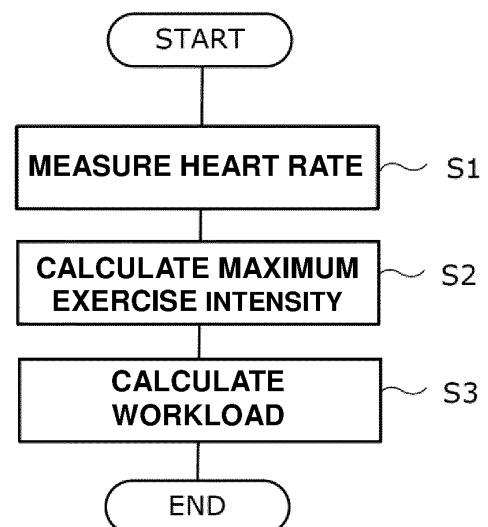 START
MEASURE HEART RATE
S1
CALCULATE MAXIMUM
EXERCISE INTENSITY
S2
CALCULATE
WORKLOAD
S3
END